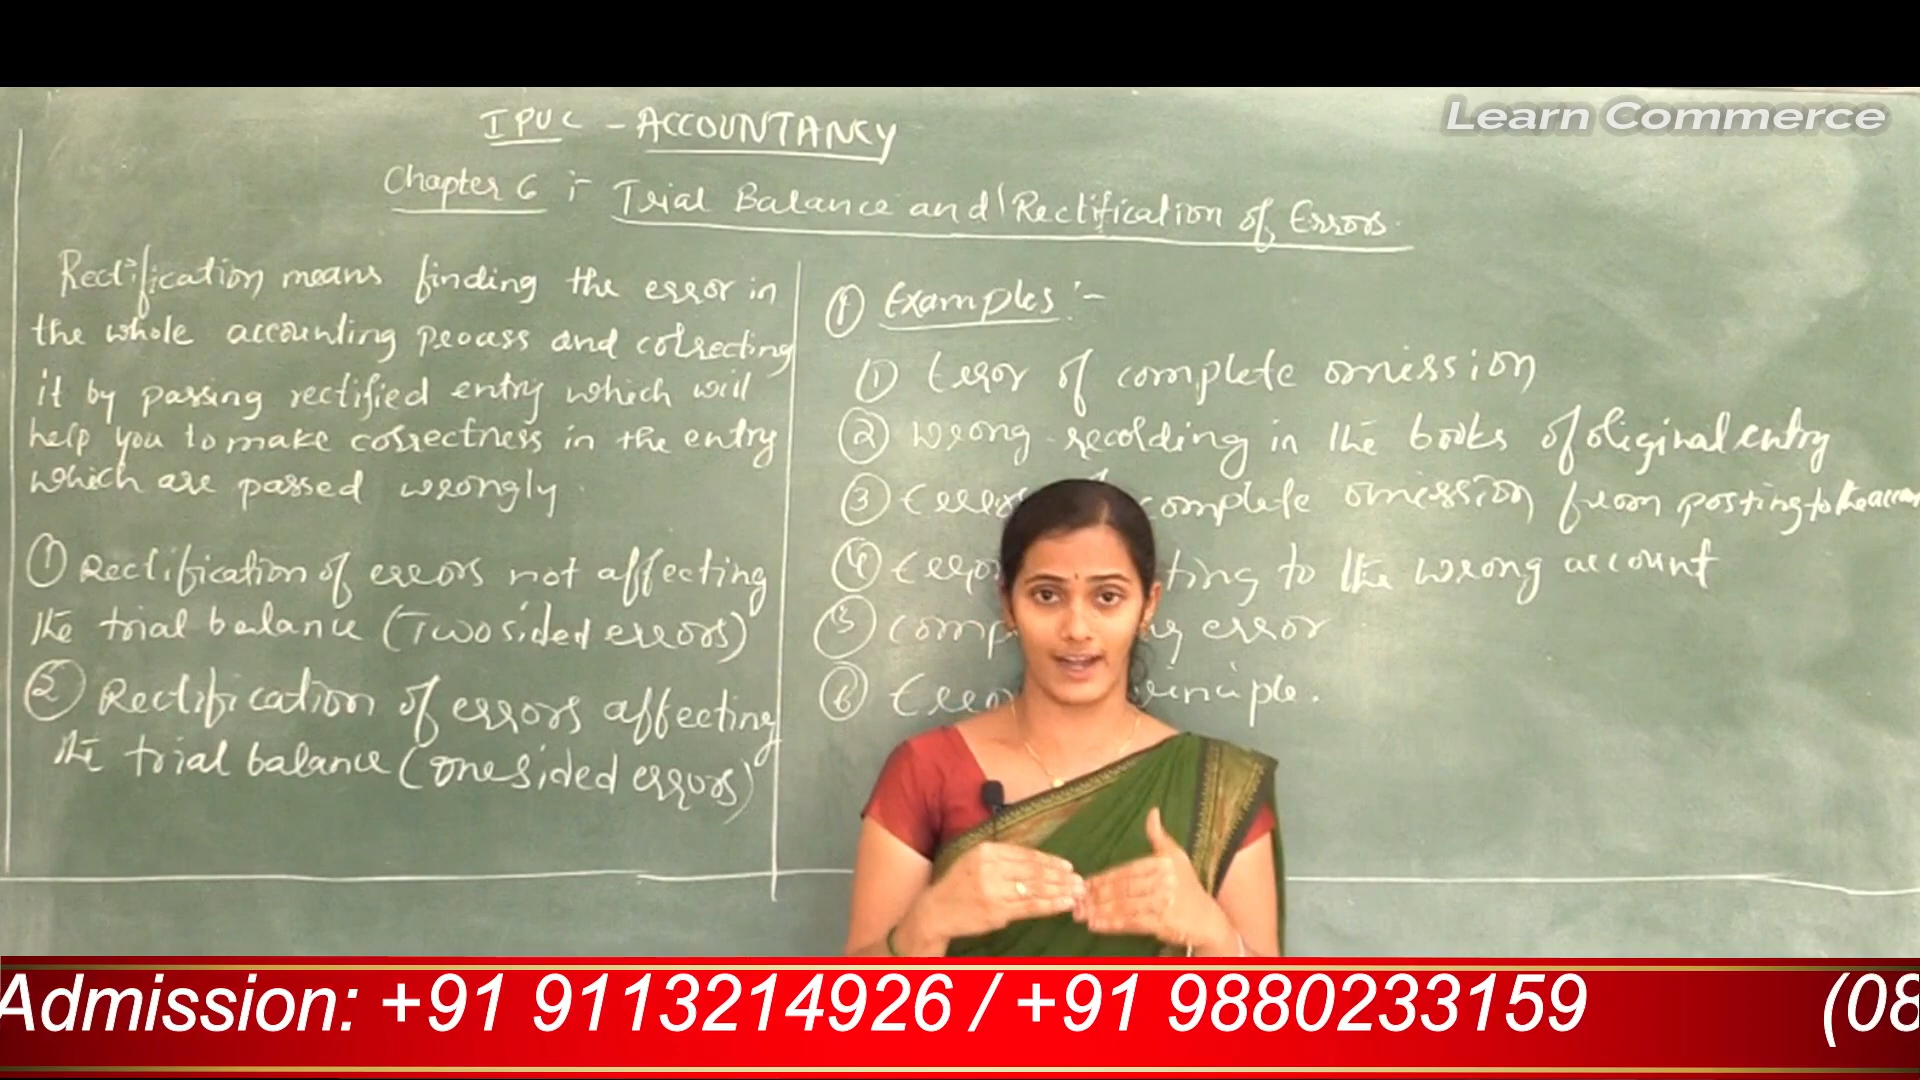 Learn Commerce
I PUC - ACCOUNTANCY
Chapter 6 :- Trial Balance and Rectification of Errors.
Rectification means finding the error in
the whole accounting process and correcting
it by passing rectified entry which will
help you to make correctness in the entry
which are passed wrongly.
① Rectification of errors not affecting
the trial balance (Two sided errors)
② Rectification of errors affecting
the trial balance (one sided errors)
① Examples :-
① Error of complete omission
② wrong recording in the books of original entry
③ complete omission from posting to the
④ to the wrong account
⑤ error
⑥
Admission: +91 9113214926 / +91 9880233159 (08